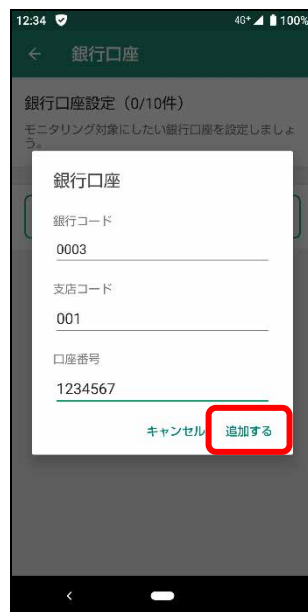 12:34 4G+ 100%
← 銀行口座
銀行口座設定（0/10件）
モニタリング対象にしたい銀行口座を設定しましょ
う。
銀行口座
銀行コード
0003
支店コード
001
口座番号
1234567
キャンセル 追加する